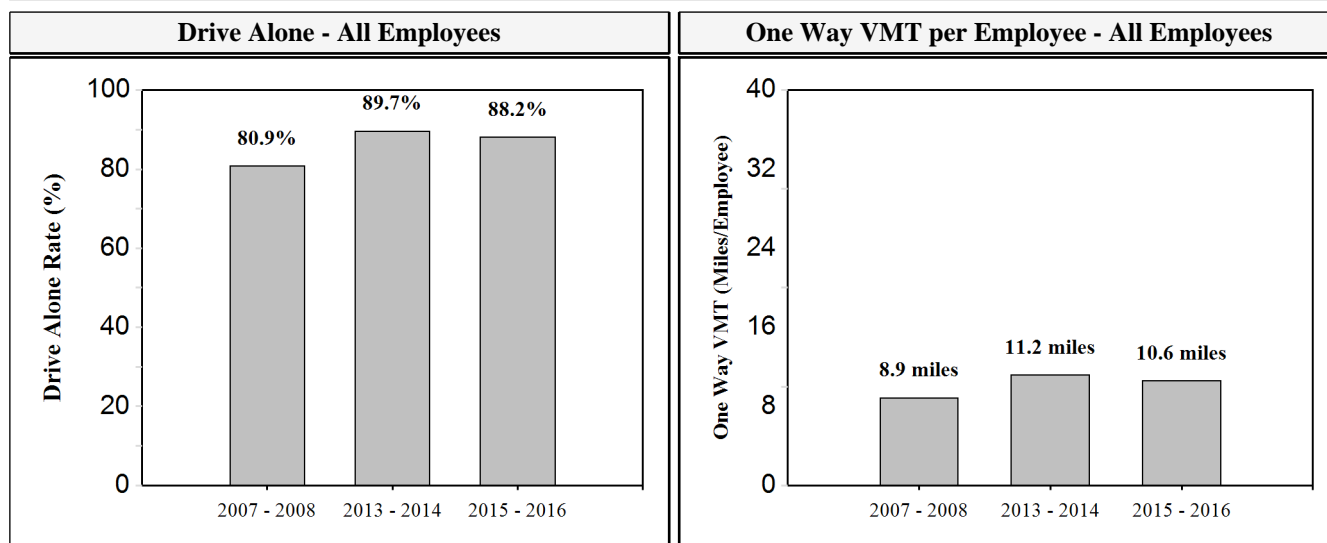 Drive Alone - All Employees
100
80
60
40
20
0
Drive Alone Rate (%)
80.9%
89.7%
88.2%
2007 - 2008
2013 - 2014
2015 - 2016
One Way VMT per Employee - All Employees
40
32
24
16
8
0
One Way VMT (Miles/Employee)
8.9 miles
11.2 miles
10.6 miles
2007 - 2008
2013 - 2014
2015 - 2016